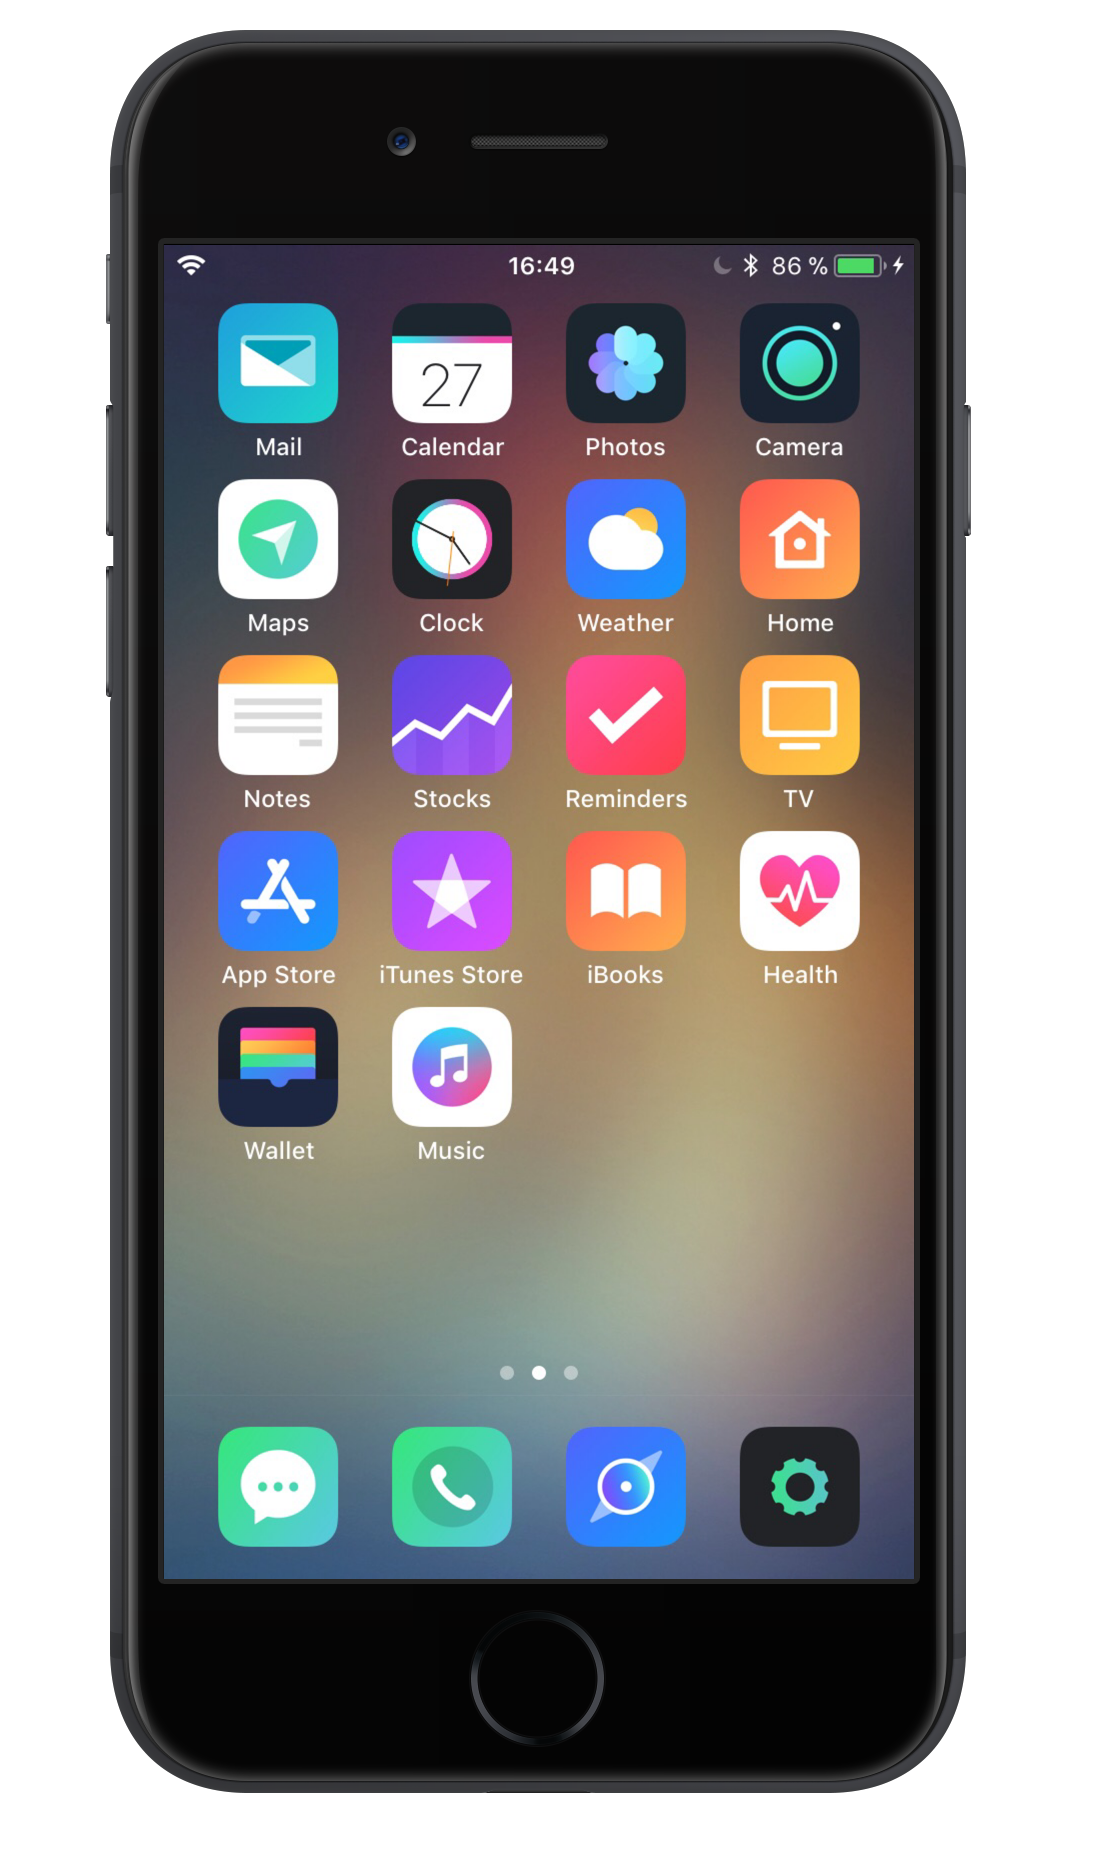 16:49 86 %
27
Mail Calendar Photos Camera
Maps Clock Weather Home
Notes Stocks Reminders TV
App Store iTunes Store iBooks Health
Wallet Music